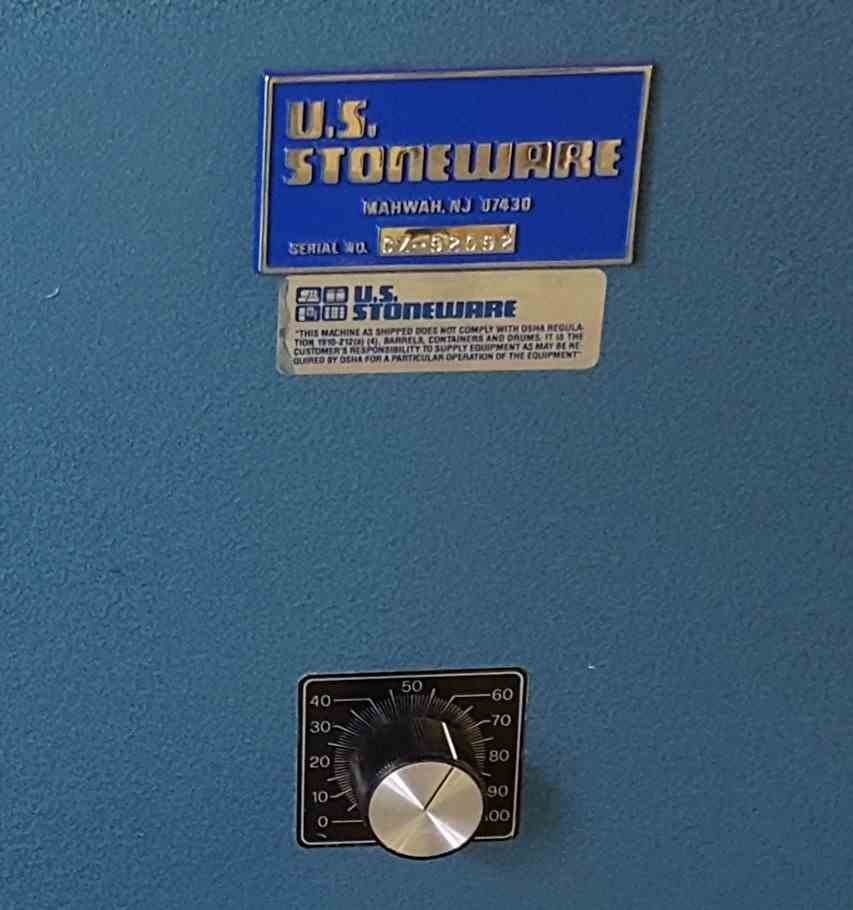 U.S.
STONEWARE
MAHWAH, NJ 07430
SERIAL NO. CZ-92092
U.S.
STONEWARE
"THIS MACHINE AS SHIPPED DOES NOT COMPLY WITH OSHA REGULA-
TION 1910-212(a) (4), BARRELS, CONTAINERS AND DRUMS. IT IS THE
CUSTOMER'S RESPONSIBILITY TO SUPPLY EQUIPMENT AS MAY BE RE-
QUIRED BY OSHA FOR A PARTICULAR OPERATION OF THE EQUIPMENT"
50
40 60
30 70
20 80
10 90
0 100